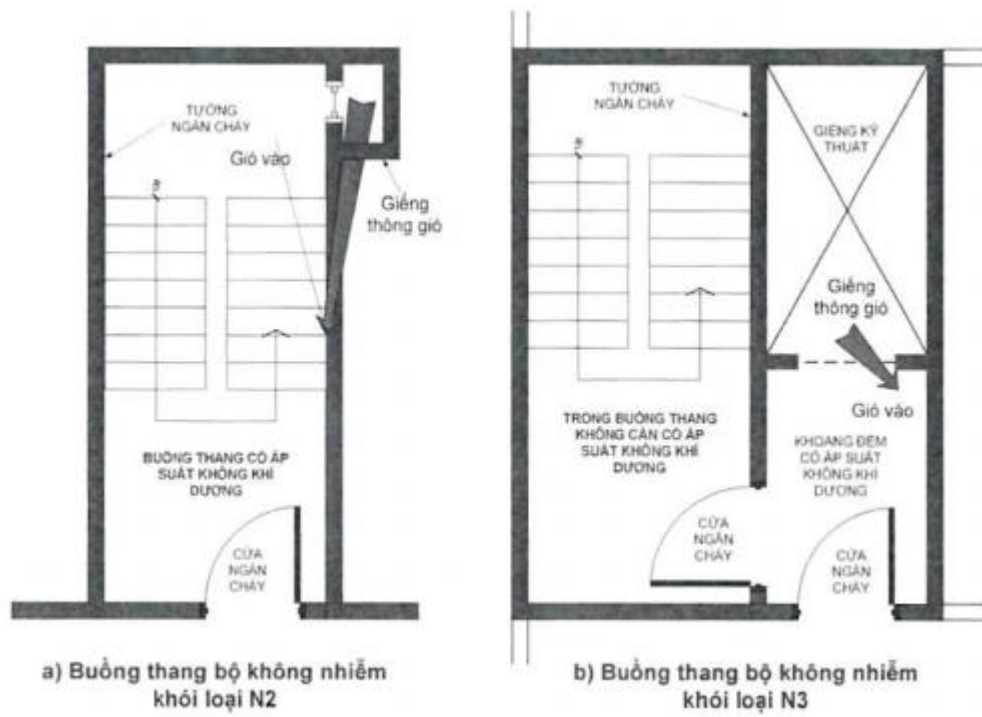 TƯỜNG
NGĂN CHÁY
Gió vào
Giếng
thông gió
BUỒNG THANG CÓ ÁP
SUẤT KHÔNG KHÍ
DƯƠNG
CỬA
NGĂN
CHÁY
a) Buồng thang bộ không nhiễm
khói loại N2
TƯỜNG
NGĂN CHÁY
GIẾNG KỸ
THUẬT
Giếng
thông gió
Gió vào
TRONG BUỒNG THANG
KHÔNG CẦN CÓ ÁP
SUẤT KHÔNG KHÍ
DƯƠNG
KHOANG ĐỆM
CÓ ÁP SUẤT
KHÔNG KHÍ
DƯƠNG
CỬA
NGĂN
CHÁY
CỬA
NGĂN
CHÁY
b) Buồng thang bộ không nhiễm
khói loại N3